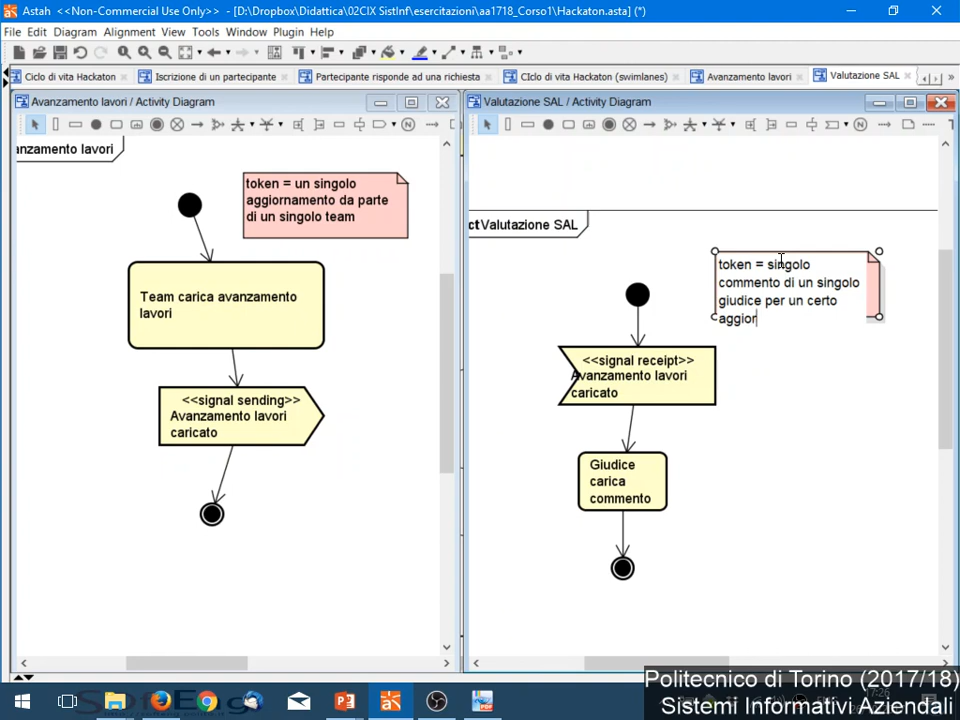 Astah <<Non-Commercial Use Only>> - [D:\Dropbox\Didattica\02CIX SistInf\esercitazioni\aa1718_Corso1\Hackaton.asta] (*)
File Edit Diagram Alignment View Tools Window Plugin Help
Ciclo di vita Hackaton
Iscrizione di un partecipante
Partecipante risponde ad una richiesta
CIclo di vita Hackaton (swimlanes)
Avanzamento lavori
Valutazione SAL
Avanzamento lavori / Activity Diagram
Valutazione SAL / Activity Diagram
anzamento lavori
token = un singolo
aggiornamento da parte
di un singolo team
Team carica avanzamento
lavori
<<signal sending>>
Avanzamento lavori
caricato
ct Valutazione SAL
token = singolo
commento di un singolo
giudice per un certo
aggior
<<signal receipt>>
Avanzamento lavori
caricato
Giudice
carica
commento
Politecnico di Torino (2017/18)
17:26
Sistemi Informativi Aziendali